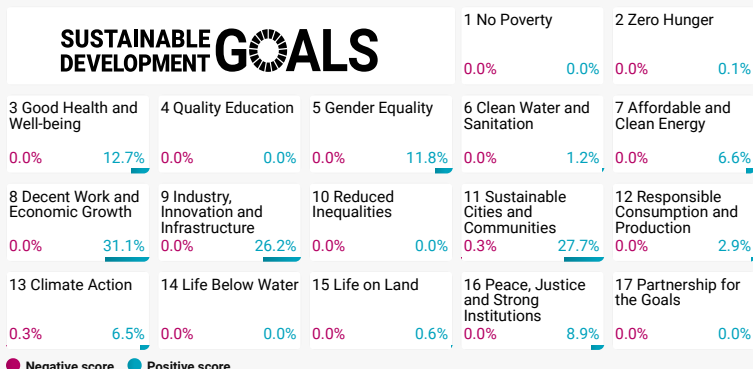 SUSTAINABLE
DEVELOPMENT GOALS
1 No Poverty
0.0% 0.0%
2 Zero Hunger
0.0% 0.1%
3 Good Health and
Well-being
0.0% 12.7%
4 Quality Education
0.0% 0.0%
5 Gender Equality
0.0% 11.8%
6 Clean Water and
Sanitation
0.0% 1.2%
7 Affordable and
Clean Energy
0.0% 6.6%
8 Decent Work and
Economic Growth
0.0% 31.1%
9 Industry,
Innovation and
Infrastructure
0.0% 26.2%
10 Reduced
Inequalities
0.0% 0.0%
11 Sustainable
Cities and
Communities
0.3% 27.7%
12 Responsible
Consumption and
Production
0.0% 2.9%
13 Climate Action
0.3% 6.5%
14 Life Below Water
0.0% 0.0%
15 Life on Land
0.0% 0.6%
16 Peace, Justice
and Strong
Institutions
0.0% 8.9%
17 Partnership for
the Goals
0.0% 0.0%
Negative score Positive score